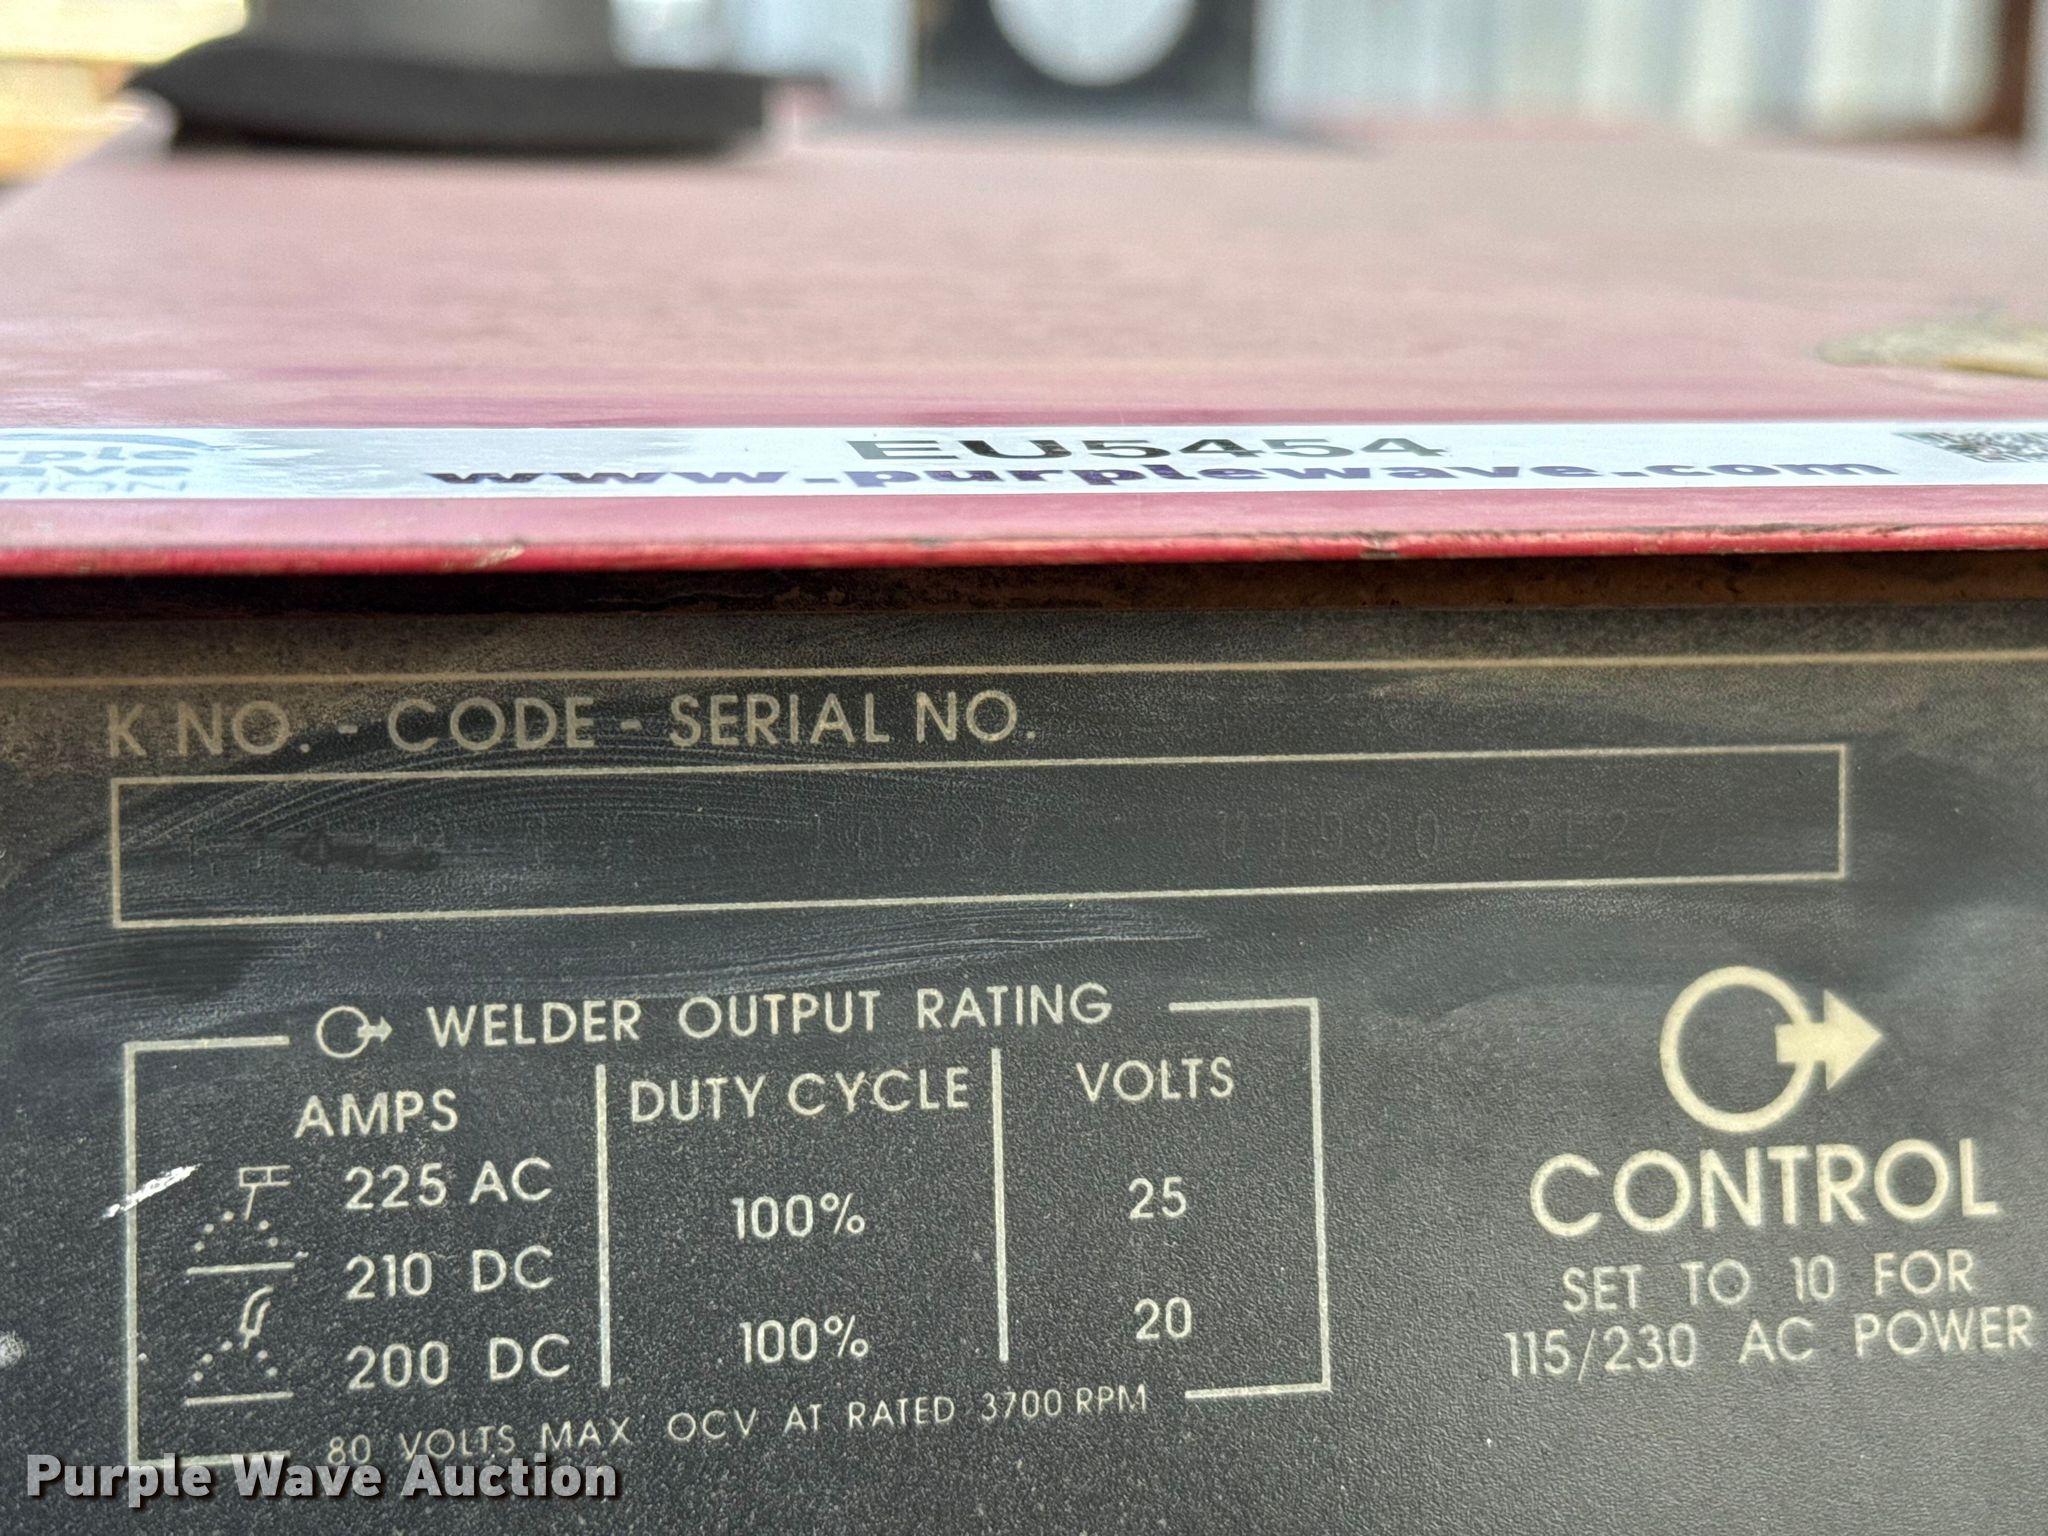 EU5454
www.purplewave.com
K NO. - CODE - SERIAL NO.
WELDER OUTPUT RATING
AMPS DUTY CYCLE VOLTS
225 AC 100% 25
210 DC
200 DC 100% 20
80 VOLTS MAX OCV AT RATED 3700 RPM
CONTROL
SET TO 10 FOR
115/230 AC POWER
Purple Wave Auction